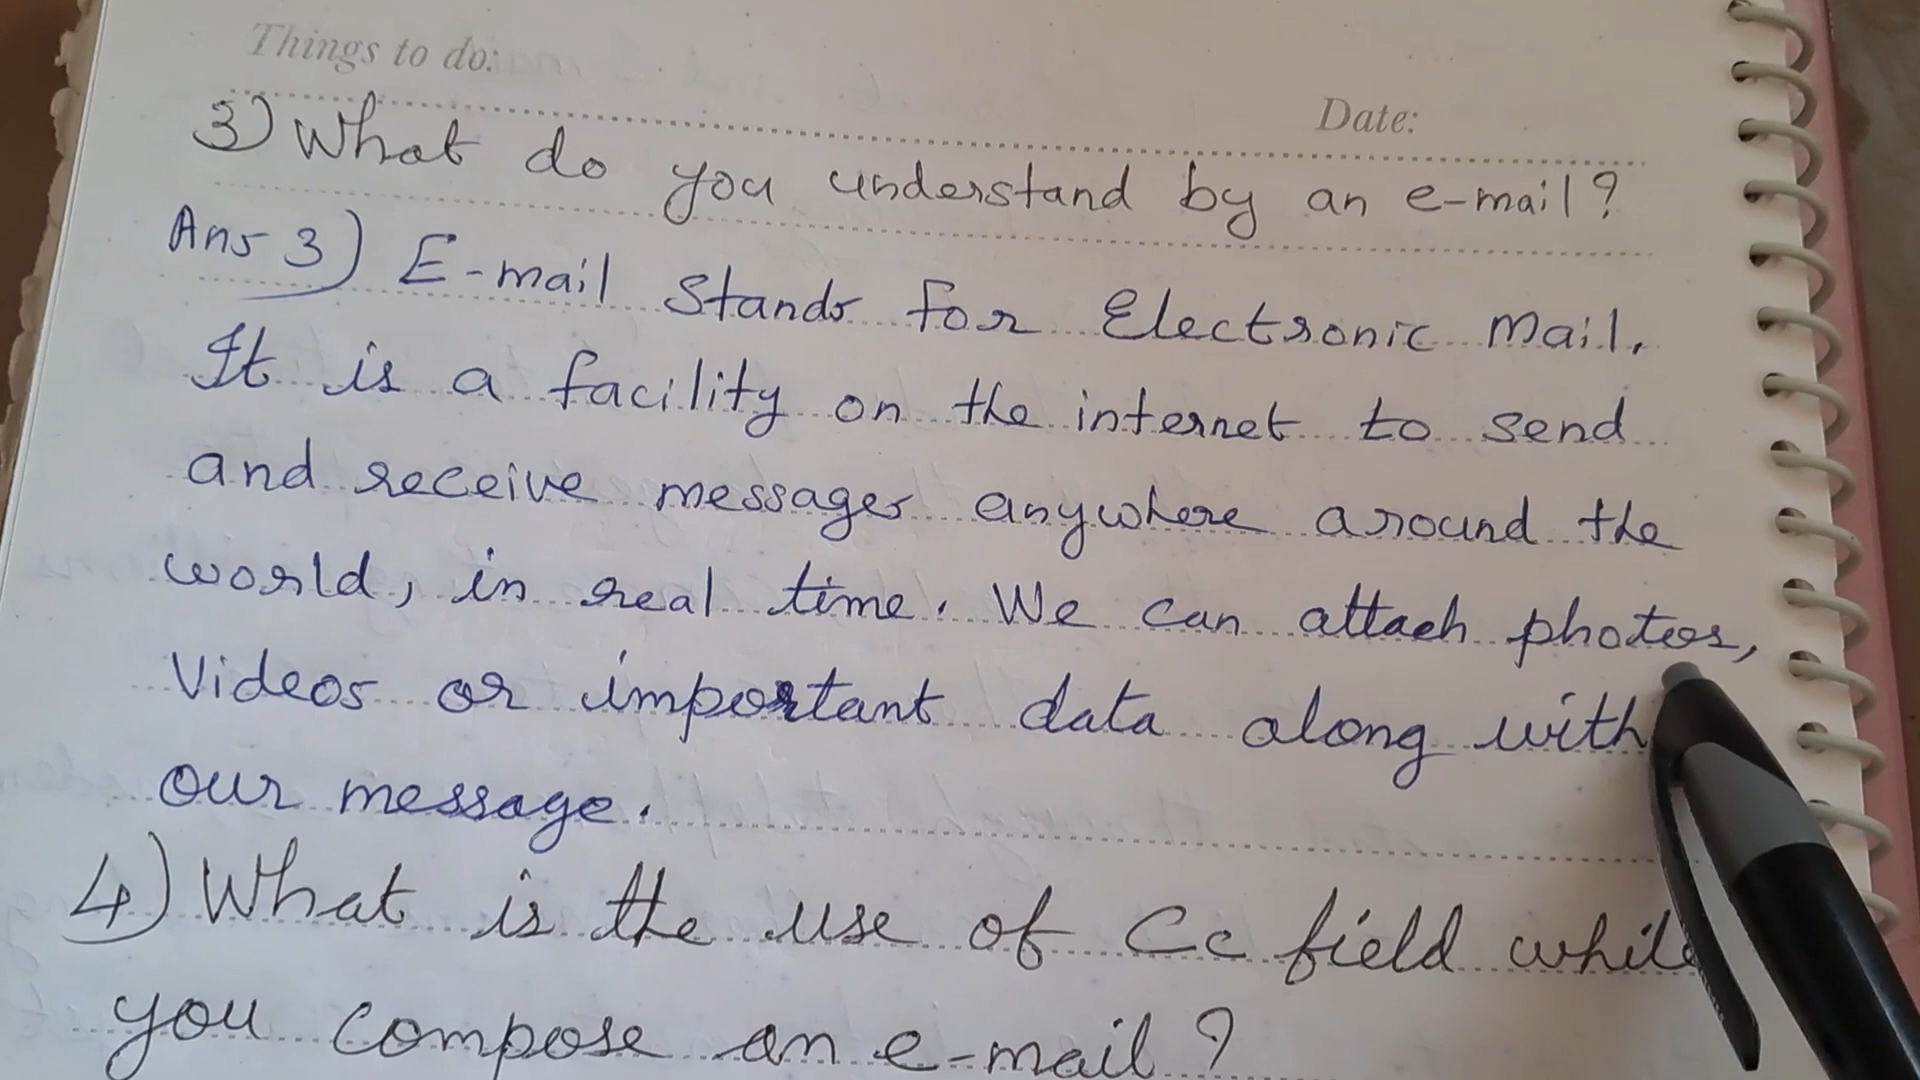 Things to do:
Date:
3) What do you understand by an e-mail?
Ans 3) E-mail Stands for Electronic Mail.
It is a facility on the internet to send
and receive messages anywhere around the
world, in real time. We can attach photos,
Videos or important data along with
our message.
4) What is the use of Cc field while
you compose an e-mail?